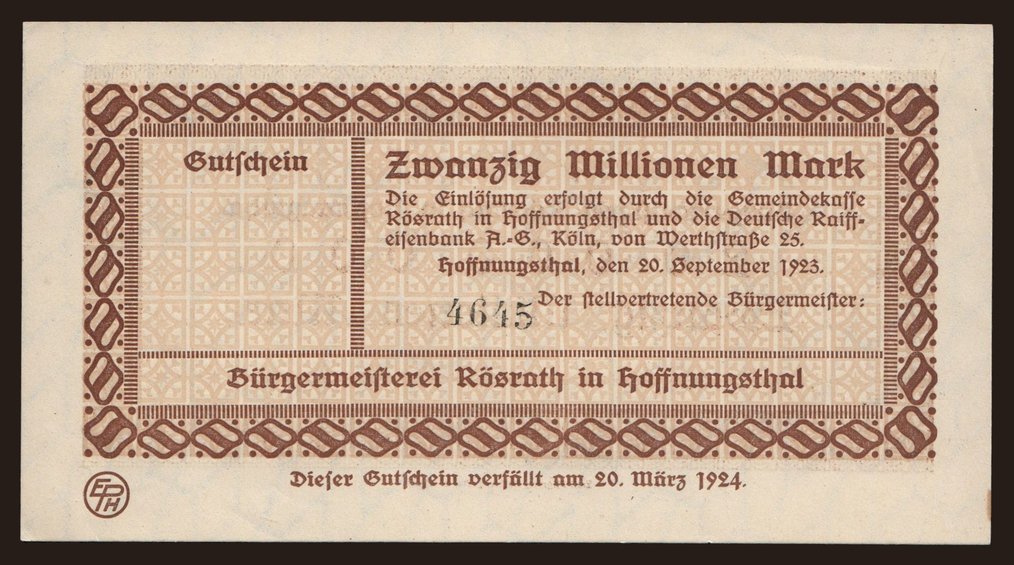 Gutschein
Zwanzig Millionen Mark
Die Einlösung erfolgt durch die Gemeindekasse
Rösrath in Hoffnungsthal und die Deutsche Raiff-
eisenbank A.-G., Köln, von Werthstraße 25.
Hoffnungsthal, den 20. September 1923.
Der stellvertretende Bürgermeister:
4645
Bürgermeisterei Rösrath in Hoffnungsthal
Dieser Gutschein verfällt am 20. März 1924.
EPH